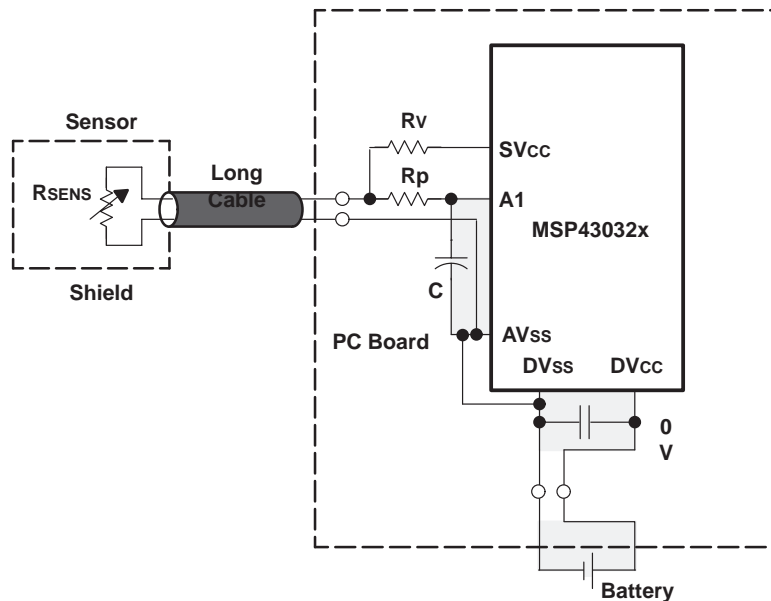 Sensor
RSENS
Shield
Long
Cable
Rv
Rp
C
SVCC
A1
MSP43032x
AVSS
PC Board
DVSS
DVCC
0
V
Battery